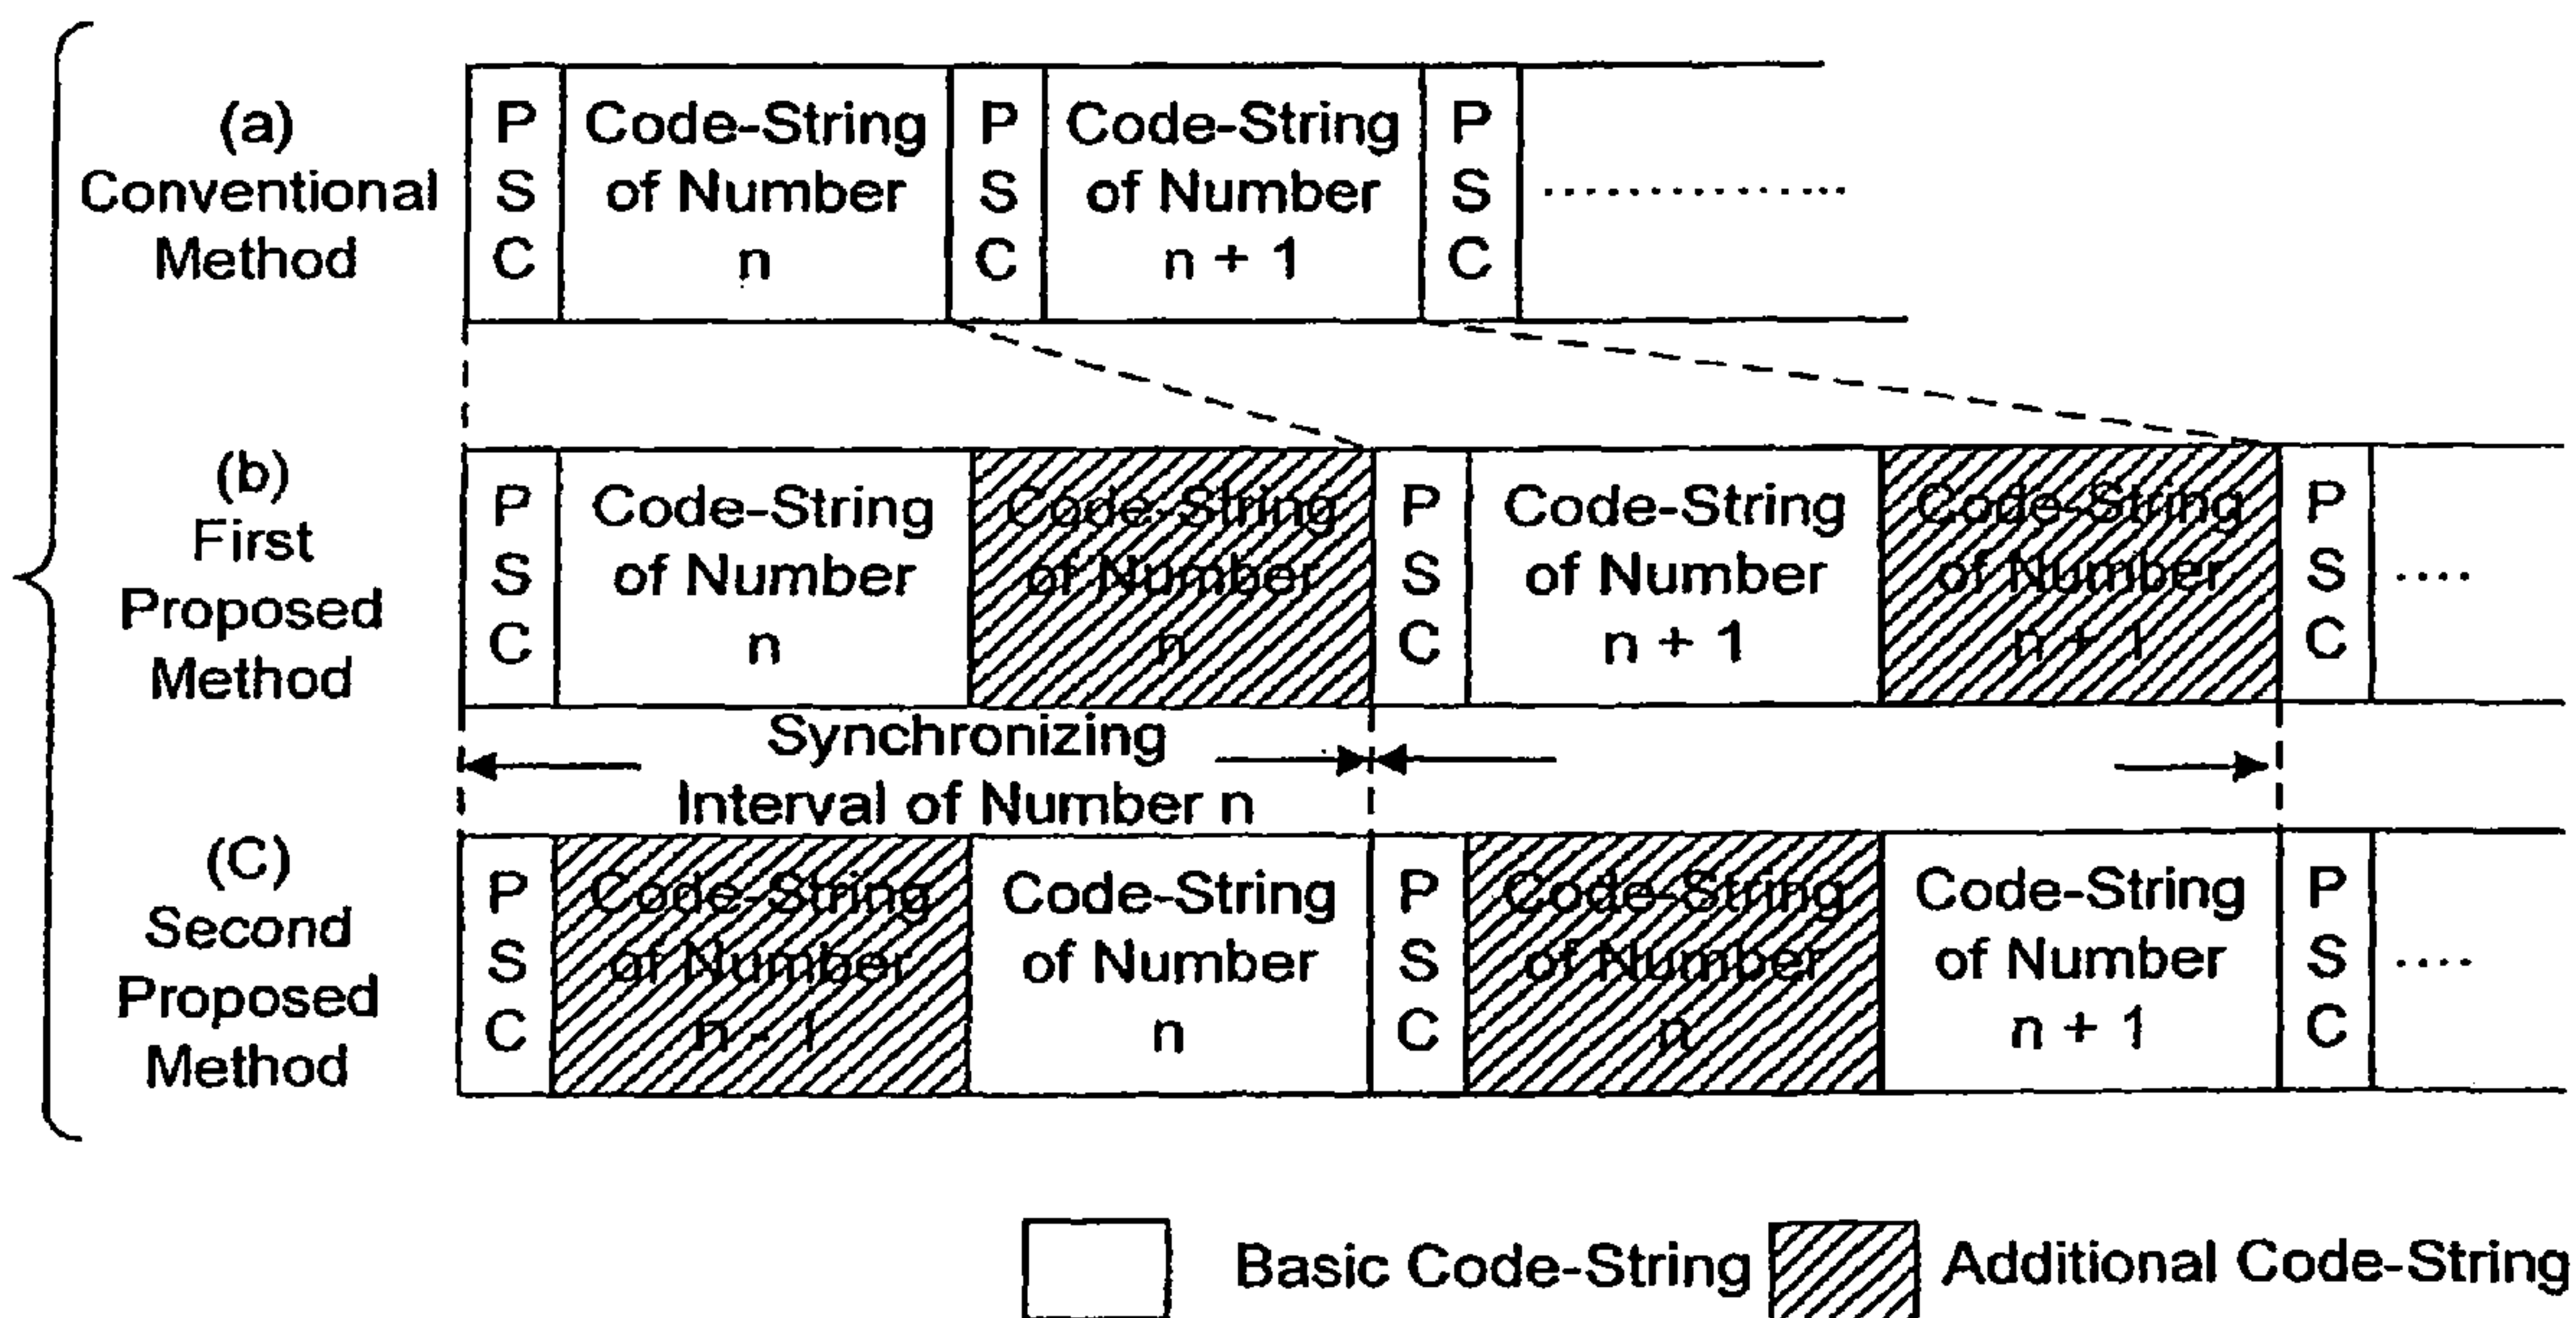 (a)
Conventional
Method
P
S
C
Code-String
of Number
n
P
S
C
Code-String
of Number
n + 1
P
S
C
..............
(b)
First
Proposed
Method
P
S
C
Code-String
of Number
n
Code-String
of Number
n
P
S
C
Code-String
of Number
n + 1
Code-String
of Number
n + 1
P
S
C
....
Synchronizing
Interval of Number n
(C)
Second
Proposed
Method
P
S
C
Code-String
of Number
n - 1
Code-String
of Number
n
P
S
C
Code-String
of Number
n
Code-String
of Number
n + 1
P
S
C
....
Basic Code-String
Additional Code-String